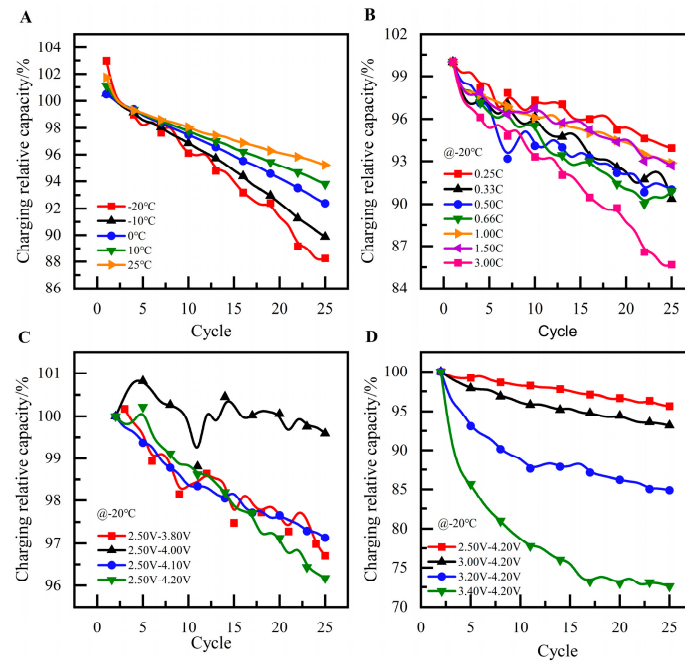 A
Charging relative capacity/%
104
102
100
98
96
94
92
90
88
86
-20℃
-10℃
0℃
10℃
25℃
0 5 10 15 20 25
Cycle
B
Charging relative capacity/%
102
99
96
93
90
87
84
@-20℃
0.25C
0.33C
0.50C
0.66C
1.00C
1.50C
3.00C
0 5 10 15 20 25
Cycle
C
Charging relative capacity/%
101
100
99
98
97
96
@-20℃
2.50V-3.80V
2.50V-4.00V
2.50V-4.10V
2.50V-4.20V
0 5 10 15 20 25
Cycle
D
Charging relative capacity/%
100
95
90
85
80
75
70
@-20℃
2.50V-4.20V
3.00V-4.20V
3.20V-4.20V
3.40V-4.20V
0 5 10 15 20 25
Cycle